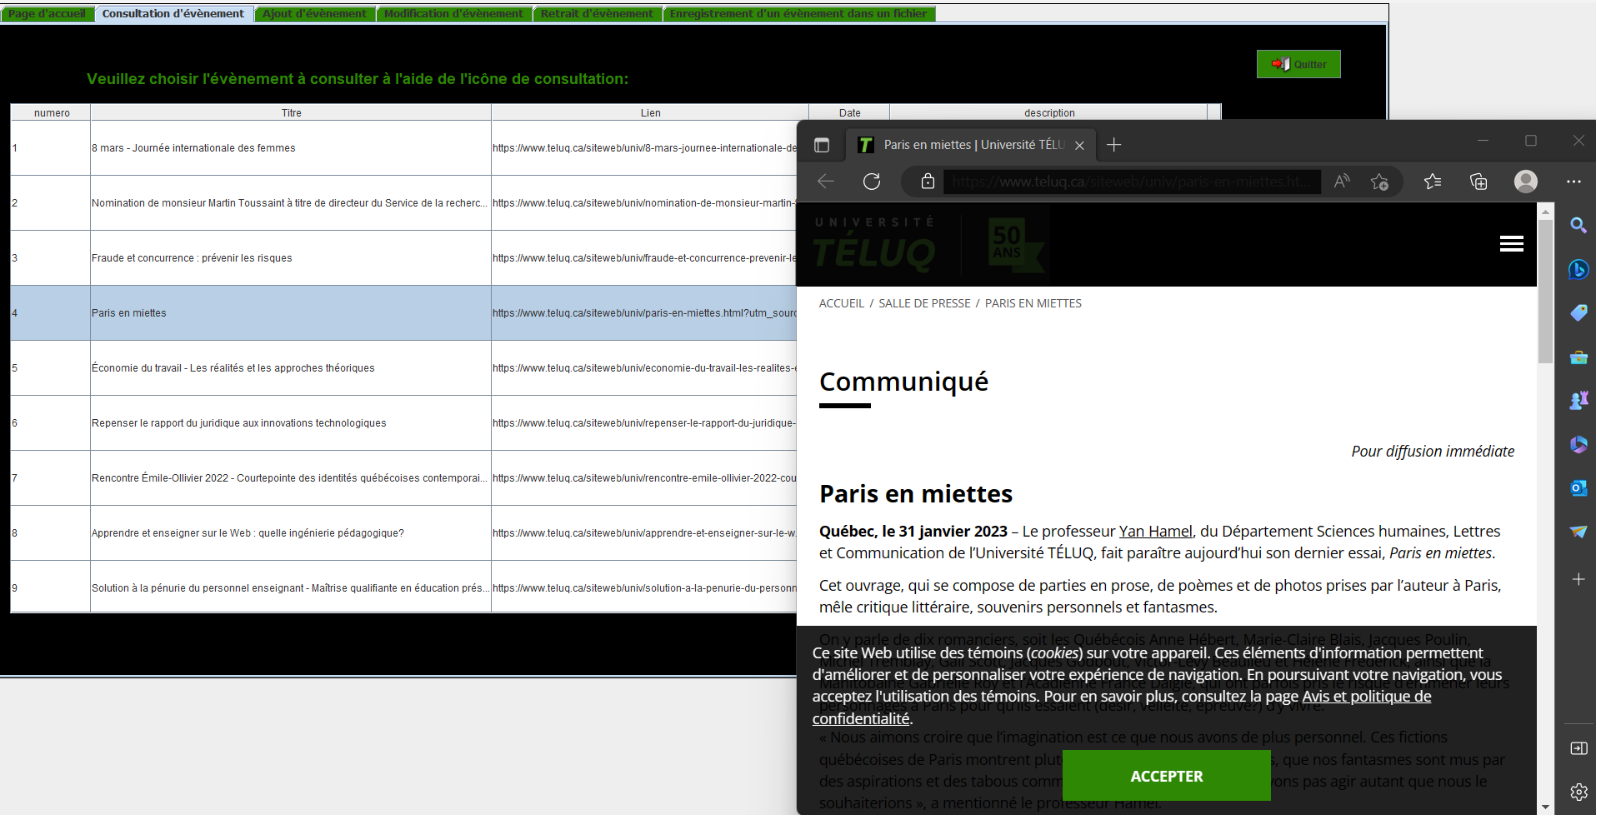 Page d'accueil Consultation d'évènement Ajout d'évènement Modification d'évènement Retrait d'évènement Enregistrement d'un évènement dans un fichier
Quitter
Veuillez choisir l'évènement à consulter à l'aide de l'icône de consultation:
numero Titre Lien Date description
1 8 mars - Journée internationale des femmes https://www.teluq.ca/siteweb/univ/8-mars-journee-internationale-de
2 Nomination de monsieur Martin Toussaint à titre de directeur du Service de la recherc... https://www.teluq.ca/siteweb/univ/nomination-de-monsieur-martin-
3 Fraude et concurrence : prévenir les risques https://www.teluq.ca/siteweb/univ/fraude-et-concurrence-prevenir-le
4 Paris en miettes https://www.teluq.ca/siteweb/univ/paris-en-miettes.html?utm_sourc
5 Économie du travail - Les réalités et les approches théoriques https://www.teluq.ca/siteweb/univ/economie-du-travail-les-realites-e
6 Repenser le rapport du juridique aux innovations technologiques https://www.teluq.ca/siteweb/univ/repenser-le-rapport-du-juridique-
7 Rencontre Émile-Ollivier 2022 - Courtepointe des identités québécoises contemporai... https://www.teluq.ca/siteweb/univ/rencontre-emile-ollivier-2022-cou
8 Apprendre et enseigner sur le Web : quelle ingénierie pédagogique? https://www.teluq.ca/siteweb/univ/apprendre-et-enseigner-sur-le-w
9 Solution à la pénurie du personnel enseignant - Maîtrise qualifiante en éducation prés... https://www.teluq.ca/siteweb/univ/solution-a-la-penurie-du-personn
Paris en miettes | Université TÉLU
https://www.teluq.ca/siteweb/univ/paris-en-miettes.ht...
UNIVERSITÉ
TÉLUQ
50
ANS
ACCUEIL / SALLE DE PRESSE / PARIS EN MIETTES
Communiqué
Pour diffusion immédiate
Paris en miettes
Québec, le 31 janvier 2023 – Le professeur Yan Hamel, du Département Sciences humaines, Lettres
et Communication de l'Université TÉLUQ, fait paraître aujourd'hui son dernier essai, Paris en miettes.
Cet ouvrage, qui se compose de parties en prose, de poèmes et de photos prises par l'auteur à Paris,
mêle critique littéraire, souvenirs personnels et fantasmes.
On y parle de dix romanciers, soit les Québécois Anne Hébert, Marie-Claire Blais, Jacques Poulin,
Ce site Web utilise des témoins (cookies) sur votre appareil. Ces éléments d'information permettent
d'améliorer et de personnaliser votre expérience de navigation. En poursuivant votre navigation, vous
acceptez l'utilisation des témoins. Pour en savoir plus, consultez la page Avis et politique de
confidentialité.
« Nous aimons croire que l'imagination est ce que nous avons de plus personnel. Ces fictions
québécoises de Paris montrent , que nos fantasmes sont mus par
des aspirations et des tabous pas agir autant que nous le
souhaiterions », a mentionné le professeur Hamel.
ACCEPTER